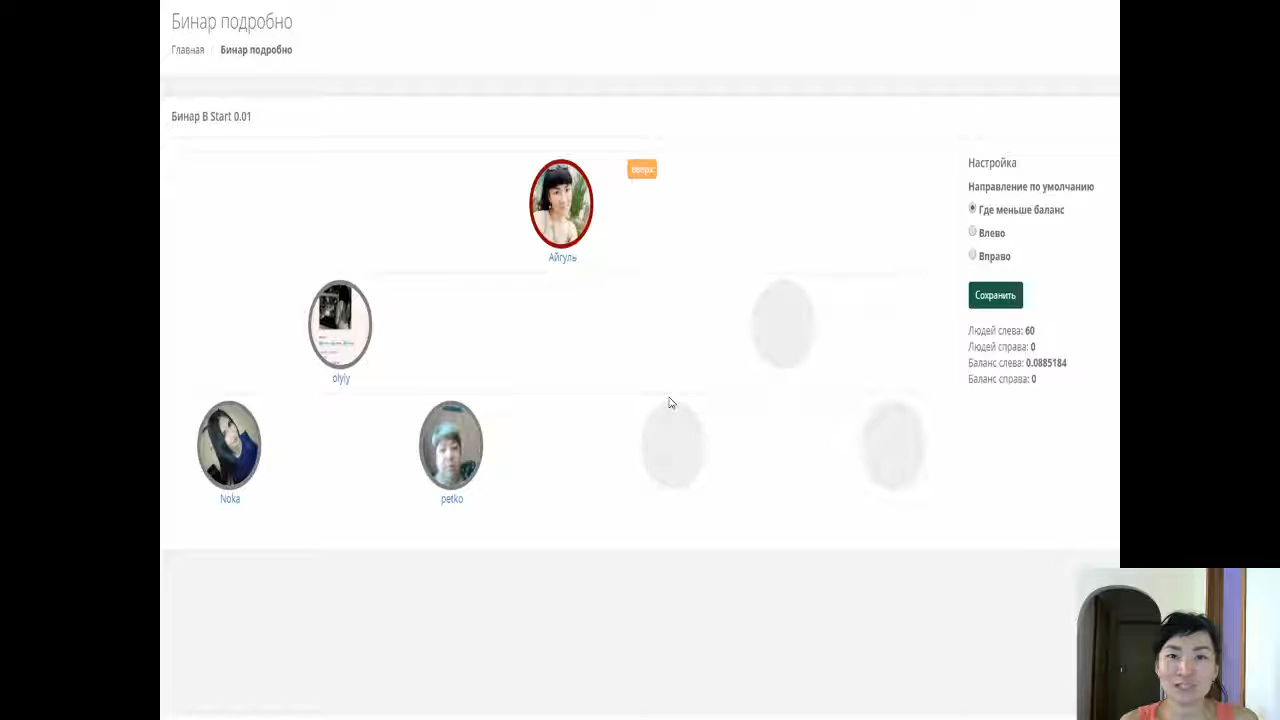 Бинар подробно
Главная / Бинар подробно
Бинар B Start 0.01
вверх
Айгуль
olyly
Noka
petko
Настройка
Направление по умолчанию
Где меньше баланс
Влево
Вправо
Сохранить
Людей слева: 60
Людей справа: 0
Баланс слева: 0.0885184
Баланс справа: 0